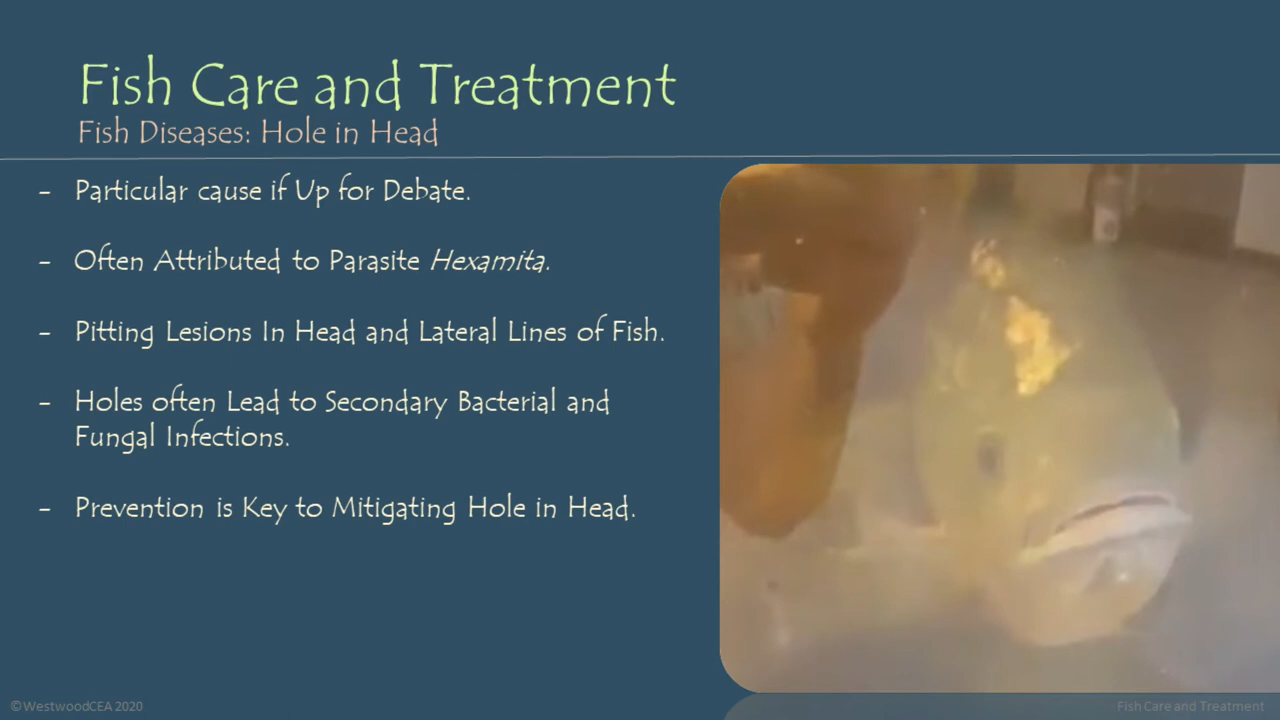 Fish Care and Treatment
Fish Diseases: Hole in Head
- Particular cause if Up for Debate.
- Often Attributed to Parasite Hexamita.
- Pitting Lesions In Head and Lateral Lines of Fish.
- Holes often Lead to Secondary Bacterial and
Fungal Infections.
- Prevention is Key to Mitigating Hole in Head.
©WestwoodCEA 2020
Fish Care and Treatment